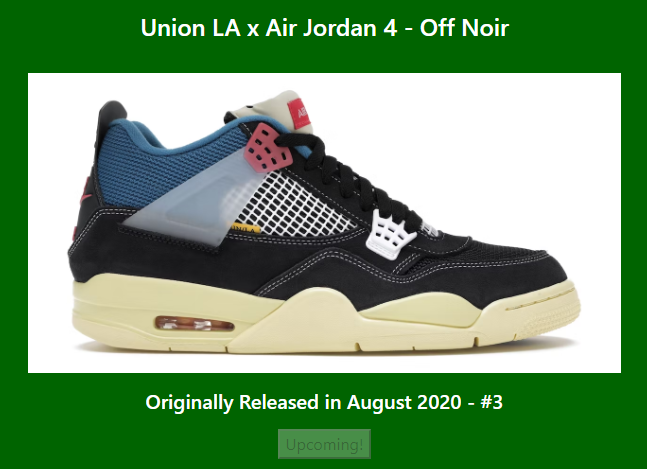 Union LA x Air Jordan 4 - Off Noir
Originally Released in August 2020 - #3
Upcoming!